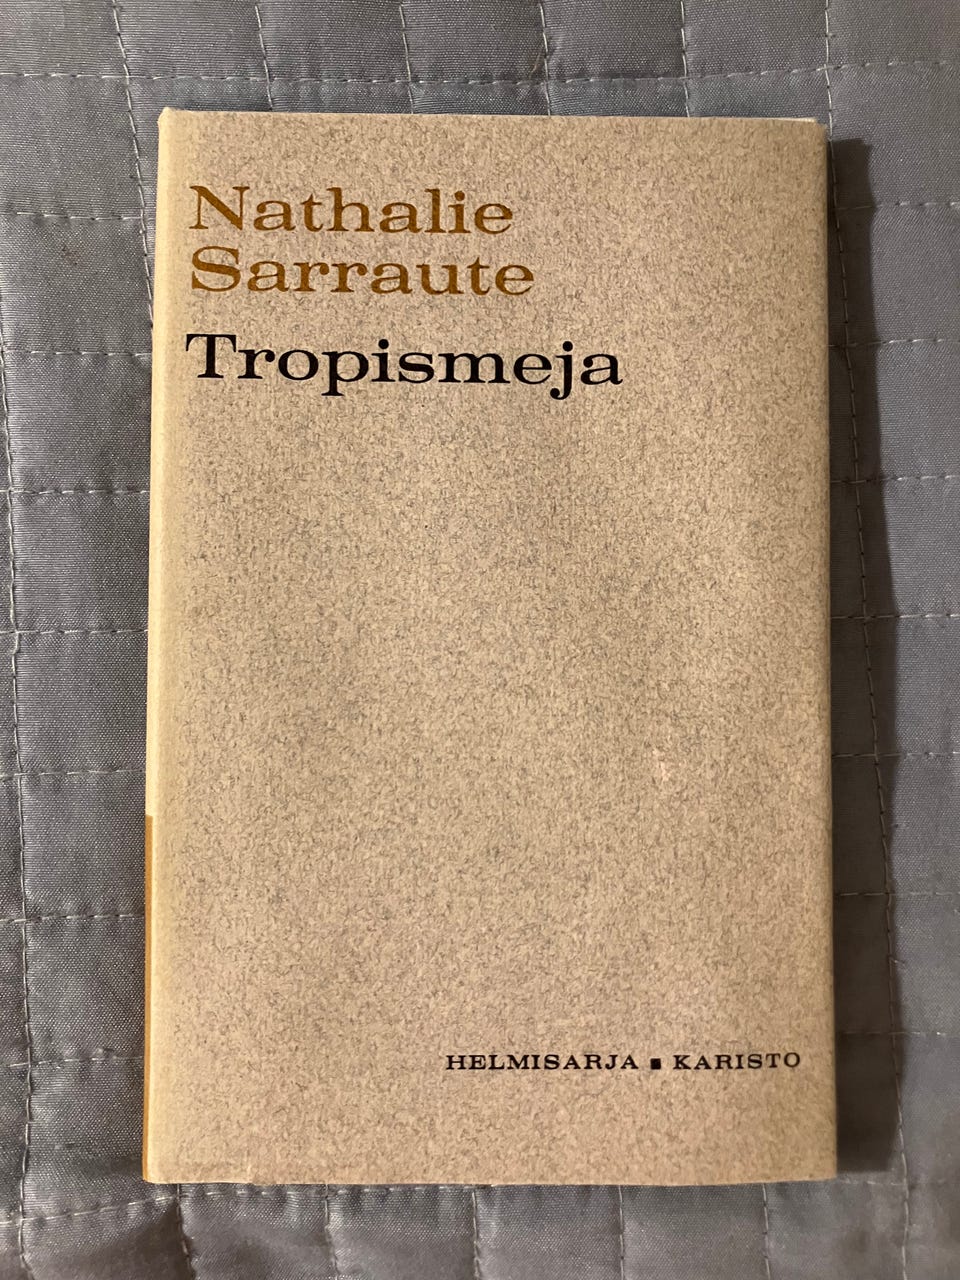 Nathalie
Sarraute
Tropismeja
HELMISARJA ▪ KARISTO